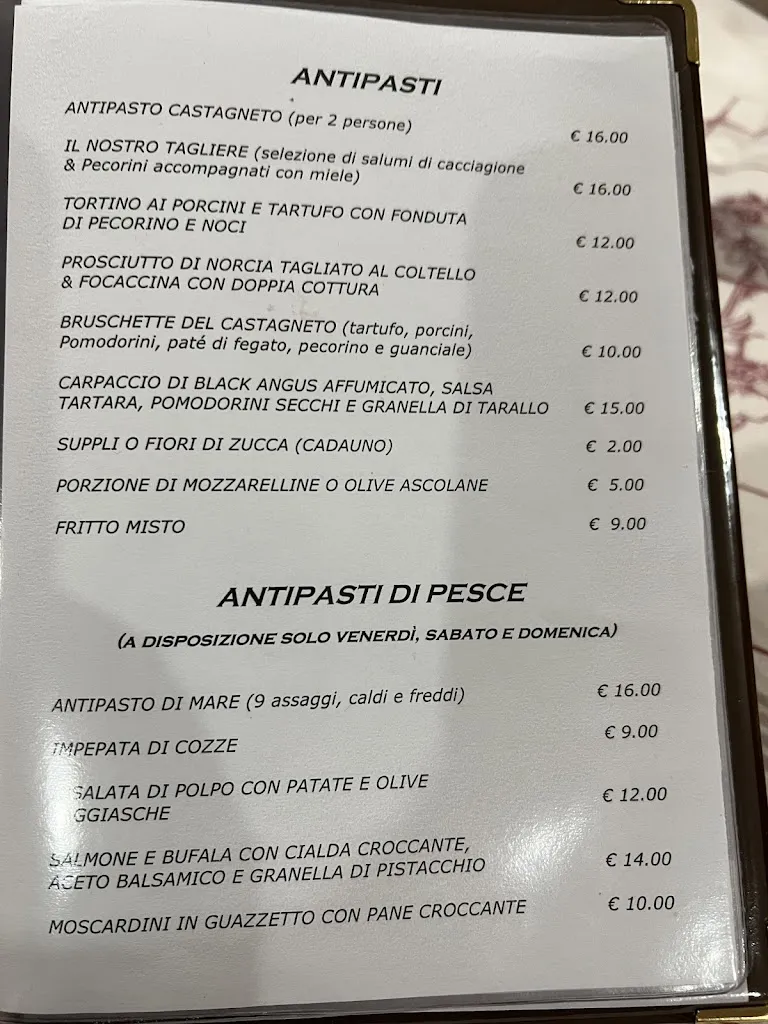 ANTIPASTI
ANTIPASTO CASTAGNETO (per 2 persone) € 16.00
IL NOSTRO TAGLIERE (selezione di salumi di cacciagione
& Pecorini accompagnati con miele) € 16.00
TORTINO AI PORCINI E TARTUFO CON FONDUTA
DI PECORINO E NOCI € 12.00
PROSCIUTTO DI NORCIA TAGLIATO AL COLTELLO
& FOCACCINA CON DOPPIA COTTURA € 12.00
BRUSCHETTE DEL CASTAGNETO (tartufo, porcini,
Pomodorini, paté di fegato, pecorino e guanciale) € 10.00
CARPACCIO DI BLACK ANGUS AFFUMICATO, SALSA
TARTARA, POMODORINI SECCHI E GRANELLA DI TARALLO € 15.00
SUPPLI O FIORI DI ZUCCA (CADAUNO) € 2.00
PORZIONE DI MOZZARELLINE O OLIVE ASCOLANE € 5.00
FRITTO MISTO € 9.00
ANTIPASTI DI PESCE
(A DISPOSIZIONE SOLO VENERDÌ, SABATO E DOMENICA)
ANTIPASTO DI MARE (9 assaggi, caldi e freddi) € 16.00
IMPEPATA DI COZZE € 9.00
SALATA DI POLPO CON PATATE E OLIVE
GGIASCHE € 12.00
SALMONE E BUFALA CON CIALDA CROCCANTE,
ACETO BALSAMICO E GRANELLA DI PISTACCHIO € 14.00
MOSCARDINI IN GUAZZETTO CON PANE CROCCANTE € 10.00